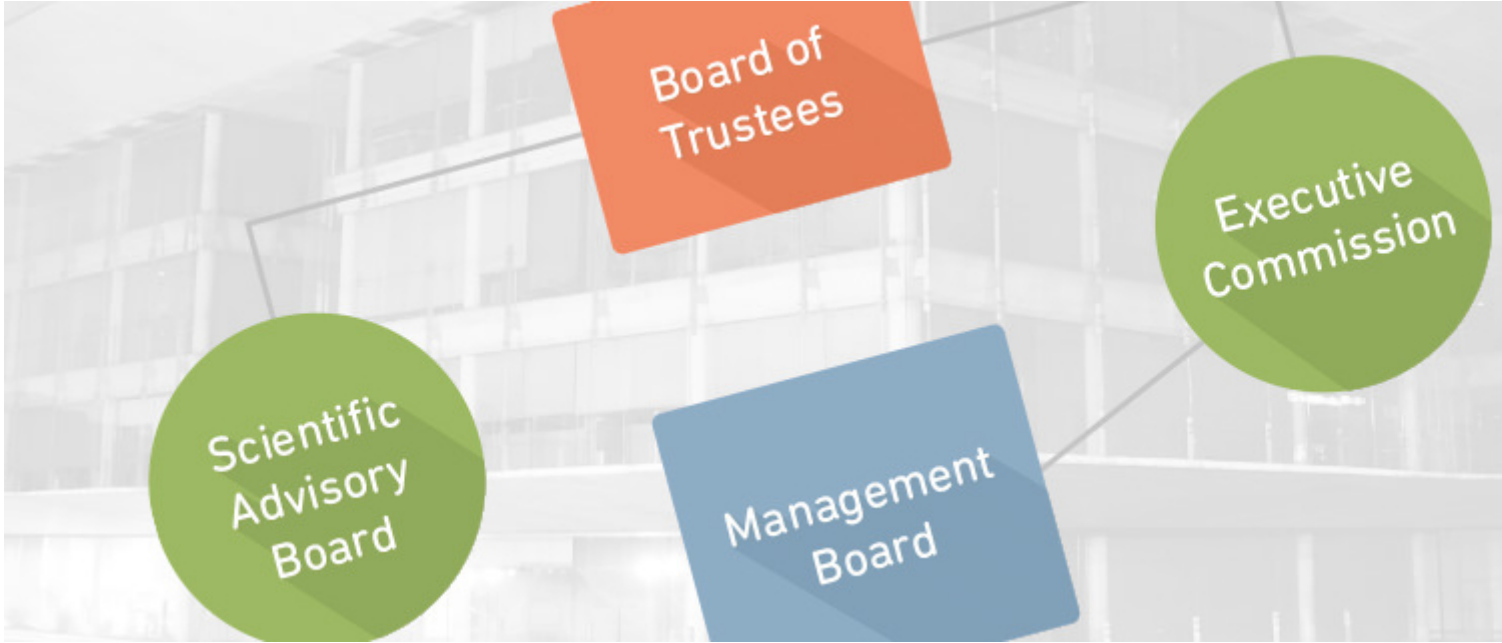 Board of
Trustees
Executive
Commission
Scientific
Advisory
Board
Management
Board